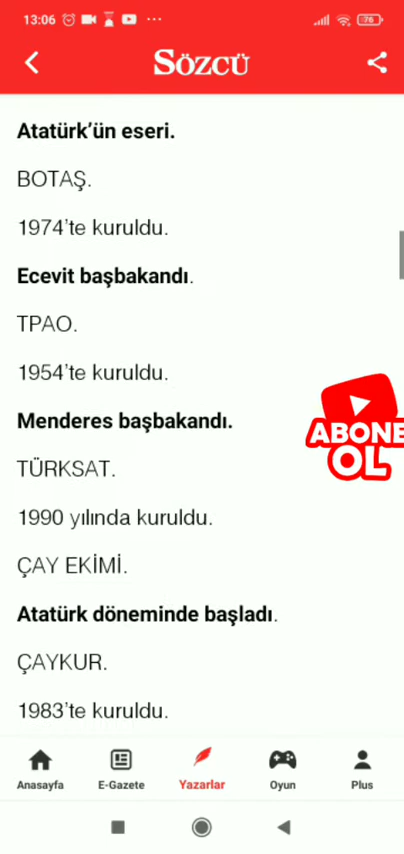 13:06
76
SÖZCÜ
Atatürk'ün eseri.
BOTAŞ.
1974'te kuruldu.
Ecevit başbakandı.
TPAO.
1954'te kuruldu.
Menderes başbakandı.
ABONE
OL
TÜRKSAT.
1990 yılında kuruldu.
ÇAY EKİMİ.
Atatürk döneminde başladı.
ÇAYKUR.
1983'te kuruldu.
Anasayfa E-Gazete Yazarlar Oyun Plus